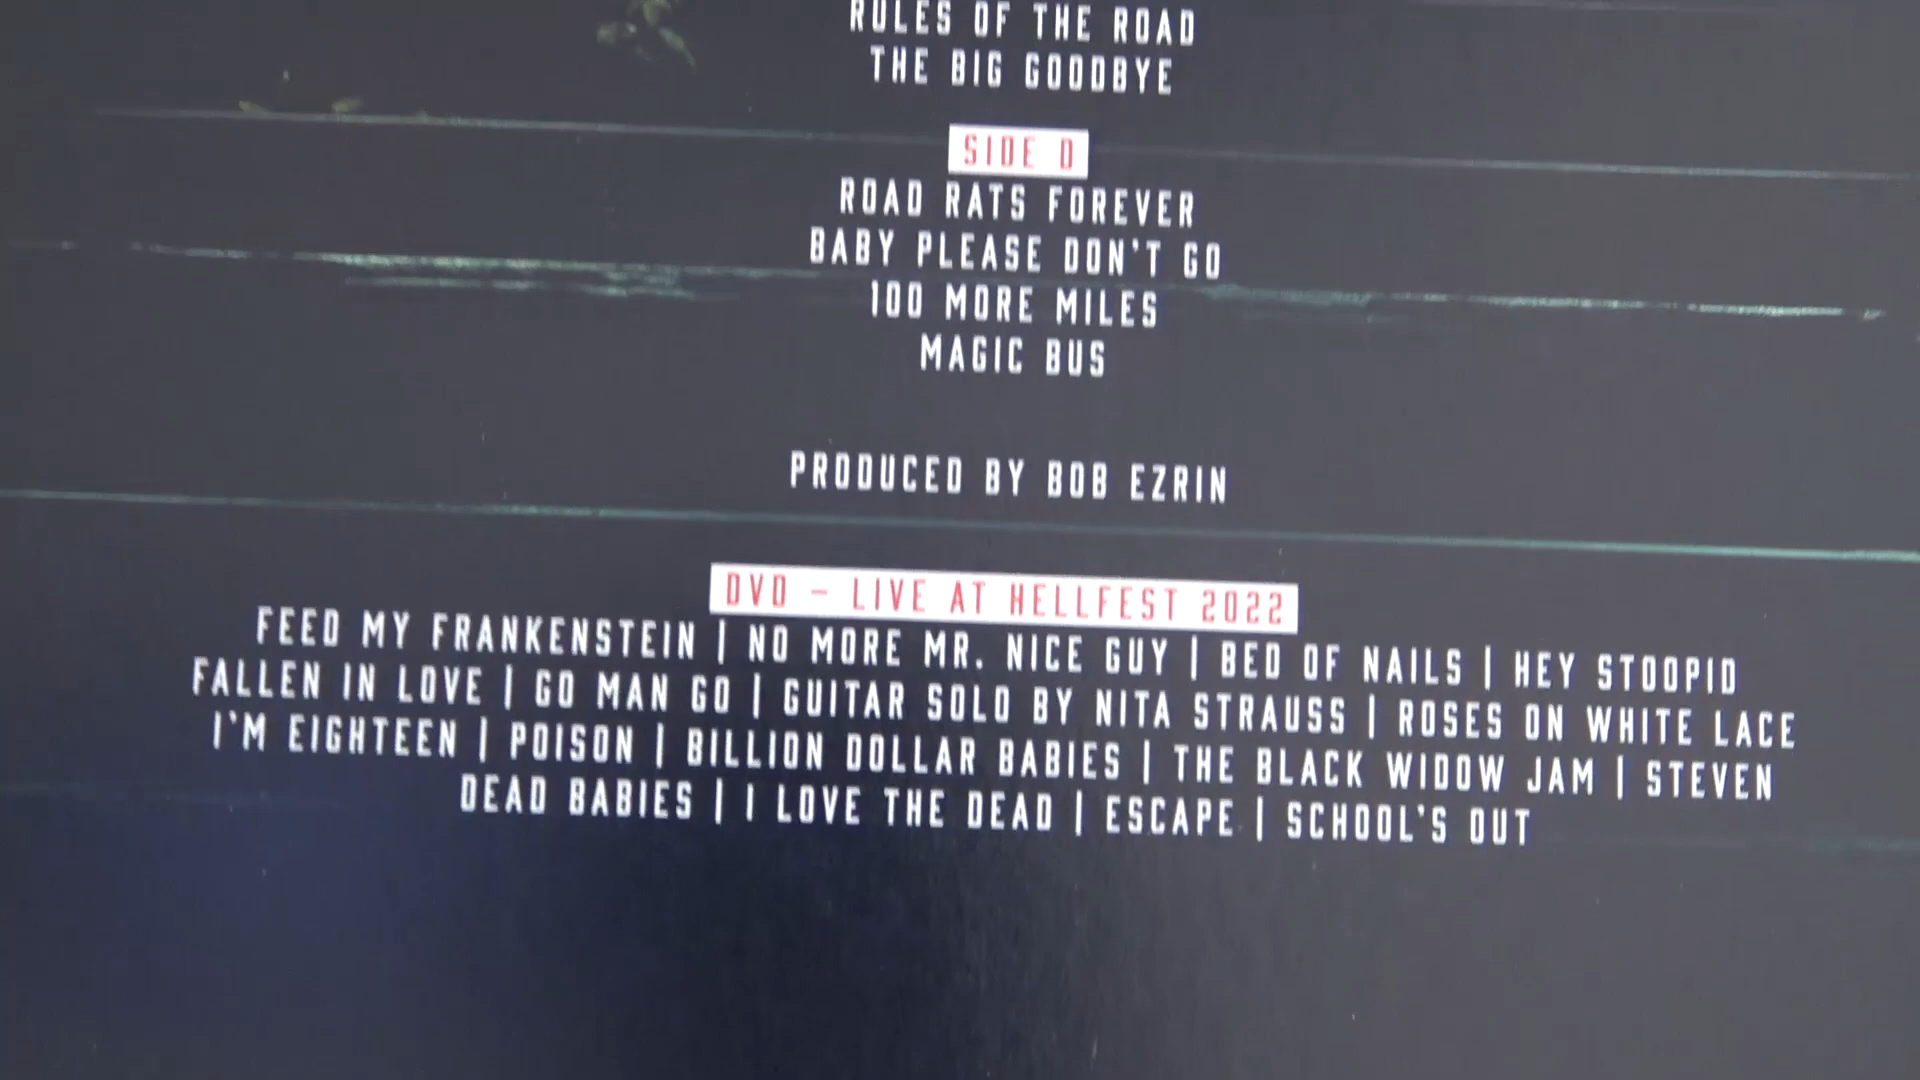 RULES OF THE ROAD
THE BIG GOODBYE
SIDE D
ROAD RATS FOREVER
BABY PLEASE DON'T GO
100 MORE MILES
MAGIC BUS
PRODUCED BY BOB EZRIN
DVD – LIVE AT HELLFEST 2022
FEED MY FRANKENSTEIN | NO MORE MR. NICE GUY | BED OF NAILS | HEY STOOPID
FALLEN IN LOVE | GO MAN GO | GUITAR SOLO BY NITA STRAUSS | ROSES ON WHITE LACE
I'M EIGHTEEN | POISON | BILLION DOLLAR BABIES | THE BLACK WIDOW JAM | STEVEN
DEAD BABIES | I LOVE THE DEAD | ESCAPE | SCHOOL'S OUT